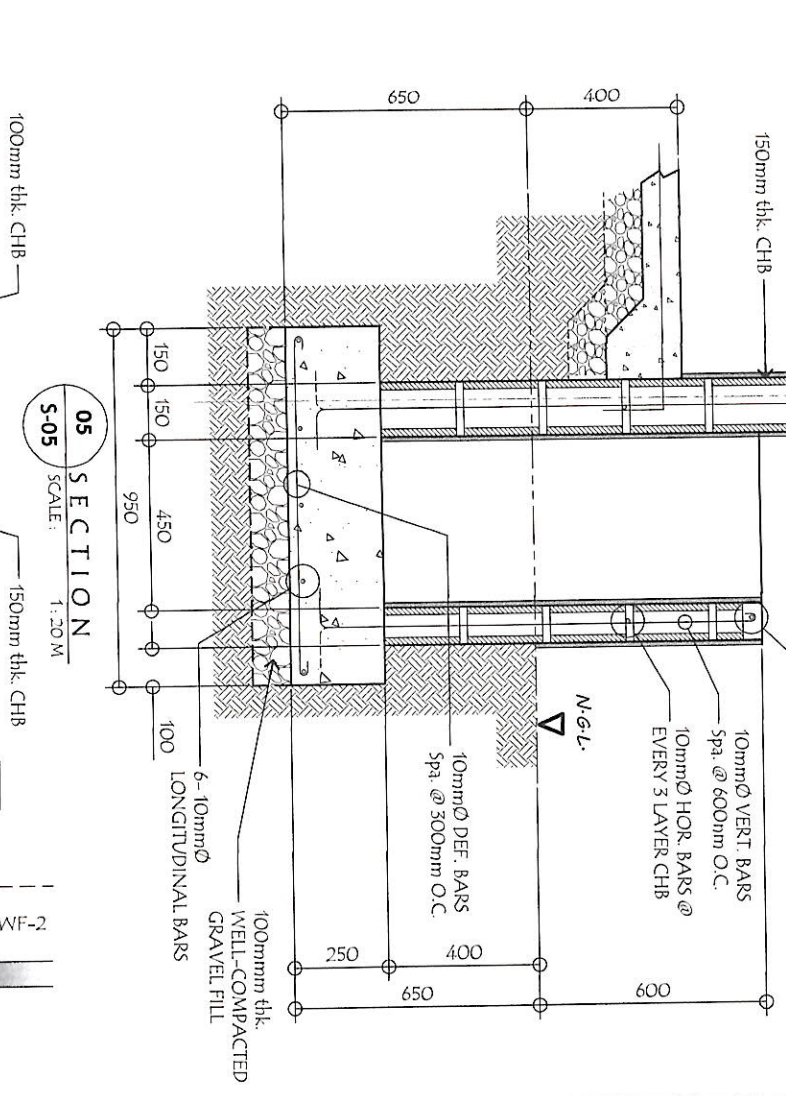 150mm thk. CHB
400
650
10mmØ VERT. BARS
Spa. @ 600nm O.C.
10mmØ HOR. BARS @
EVERY 3 LAYER CHB
N.G.L.
10mmØ DEF. BARS
Spa. @ 300mm O.C.
600
400
250
650
100mmm thk.
WELL-COMPACTED
GRAVEL FILL
6-10mmØ
LONGITUDINAL BARS
150
150
450
100
950
05
S-05
SECTION
SCALE: 1:20 M
100mm thk. CHB
150mm thk. CHB
WF-2